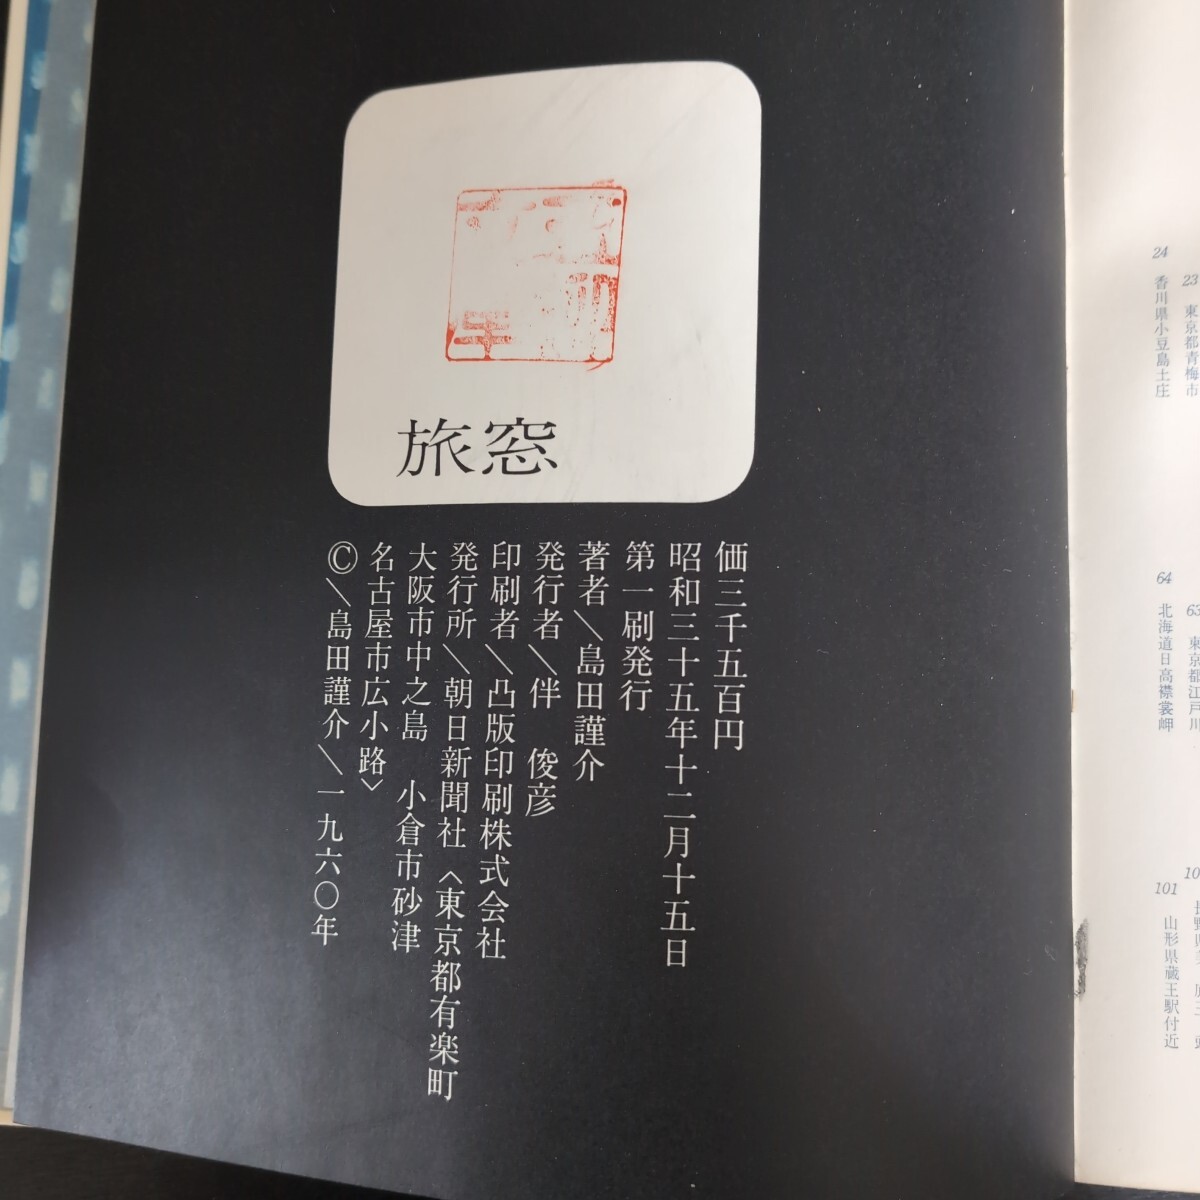 旅窓
価三千五百円
昭和三十五年十二月十五日
第一刷発行
著者＼島田謹介
発行者＼伴　俊彦
印刷者＼凸版印刷株式会社
発行所＼朝日新聞社〈東京都有楽町
大阪市中之島　小倉市砂津
名古屋市広小路〉
©＼島田謹介＼一九六〇年
23 東京都青梅市
24 香川県小豆島土庄
63 東京都江戸川
64 北海道日高襟裳岬
101 山形県蔵王駅付近